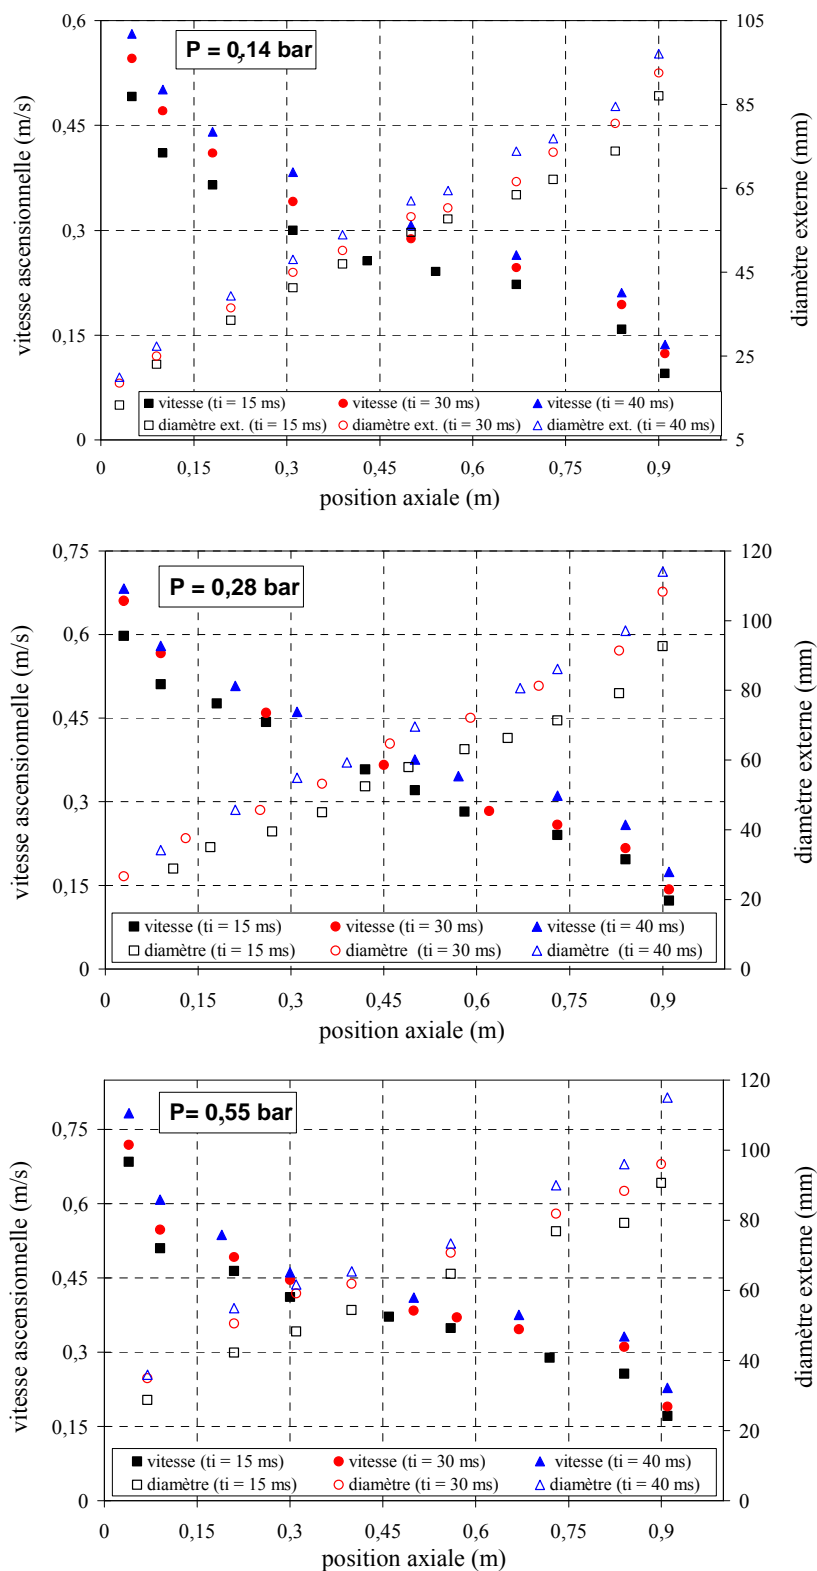 P = 0,14 bar
vitesse ascensionnelle (m/s)
0,6
0,45
0,3
0,15
0
diamètre externe (mm)
105
85
65
45
25
5
vitesse (ti = 15 ms) vitesse (ti = 30 ms) vitesse (ti = 40 ms)
diamètre ext. (ti = 15 ms) diamètre ext. (ti = 30 ms) diamètre ext. (ti = 40 ms)
0 0,15 0,3 0,45 0,6 0,75 0,9
position axiale (m)
P = 0,28 bar
vitesse ascensionnelle (m/s)
0,75
0,6
0,45
0,3
0,15
0
diamètre externe (mm)
120
100
80
60
40
20
0
vitesse (ti = 15 ms) vitesse (ti = 30 ms) vitesse (ti = 40 ms)
diamètre (ti = 15 ms) diamètre (ti = 30 ms) diamètre (ti = 40 ms)
0 0,15 0,3 0,45 0,6 0,75 0,9
position axiale (m)
P= 0,55 bar
vitesse ascensionnelle (m/s)
0,75
0,6
0,45
0,3
0,15
0
diamètre externe (mm)
120
100
80
60
40
20
0
vitesse (ti = 15 ms) vitesse (ti = 30 ms) vitesse (ti = 40 ms)
diamètre (ti = 15 ms) diamètre (ti = 30 ms) diamètre (ti = 40 ms)
0 0,15 0,3 0,45 0,6 0,75 0,9
position axiale (m)